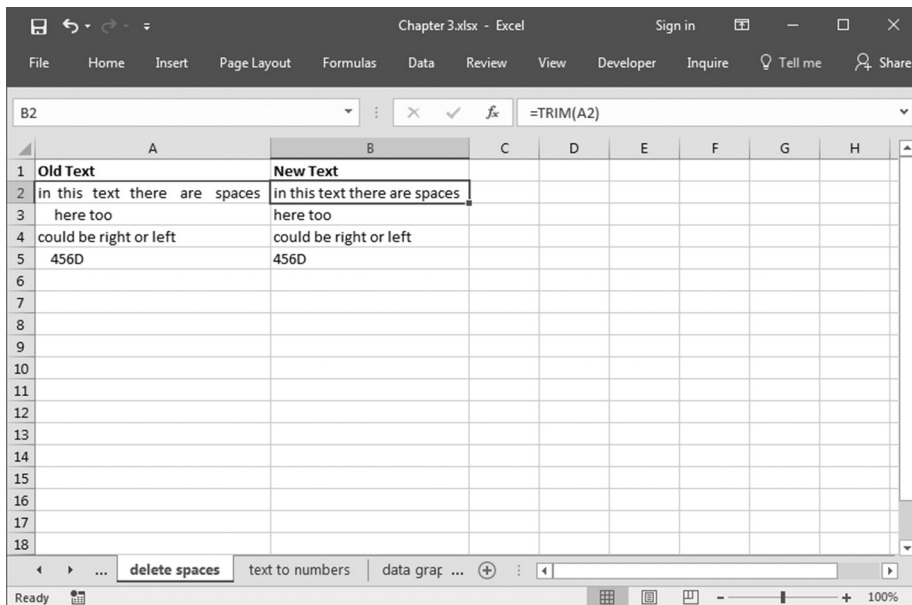 Chapter 3.xlsx - Excel Sign in
File Home Insert Page Layout Formulas Data Review View Developer Inquire Tell me Share
B2 fx =TRIM(A2)
A B C D E F G H
1 Old Text New Text
2 in this text there are spaces in this text there are spaces
3 here too here too
4 could be right or left could be right or left
5 456D 456D
6
7
8
9
10
11
12
13
14
15
16
17
18
... delete spaces text to numbers data grap ...
Ready 100%